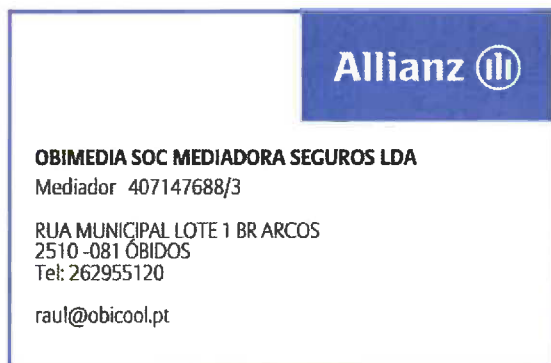 Allianz
OBIMEDIA SOC MEDIADORA SEGUROS LDA
Mediador 407147688/3
RUA MUNICIPAL LOTE 1 BR ARCOS
2510 -081 ÓBIDOS
Tel: 262955120
raul@obicool.pt